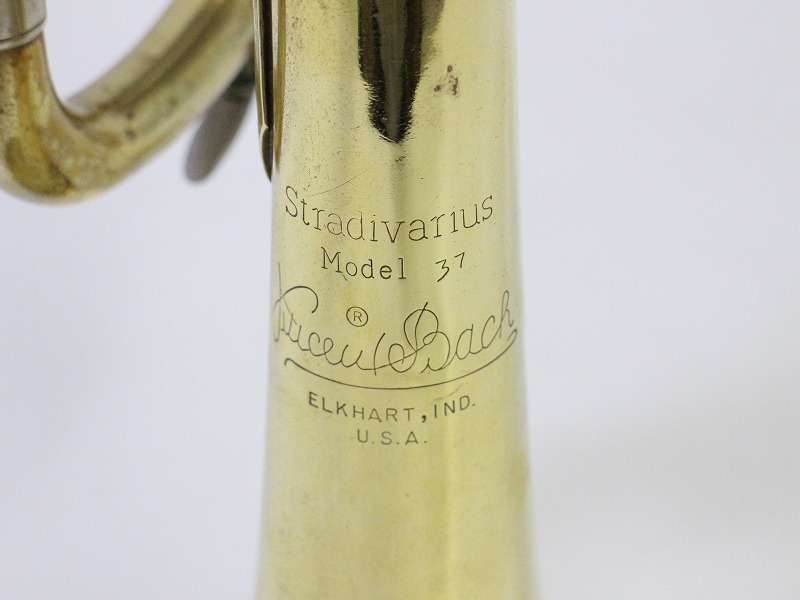 Stradivarius
Model 37
®
Vincent Bach
ELKHART, IND.
U.S.A.